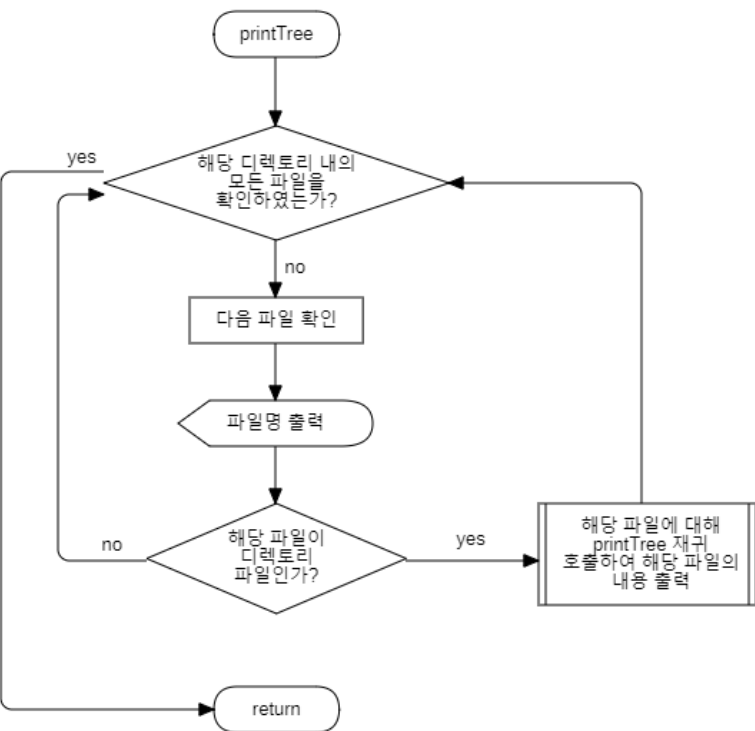 printTree
yes
해당 디렉토리 내의
모든 파일을
확인하였는가?
no
다음 파일 확인
파일명 출력
해당 파일이
디렉토리
파일인가?
no
yes
해당 파일에 대해
printTree 재귀
호출하여 해당 파일의
내용 출력
return